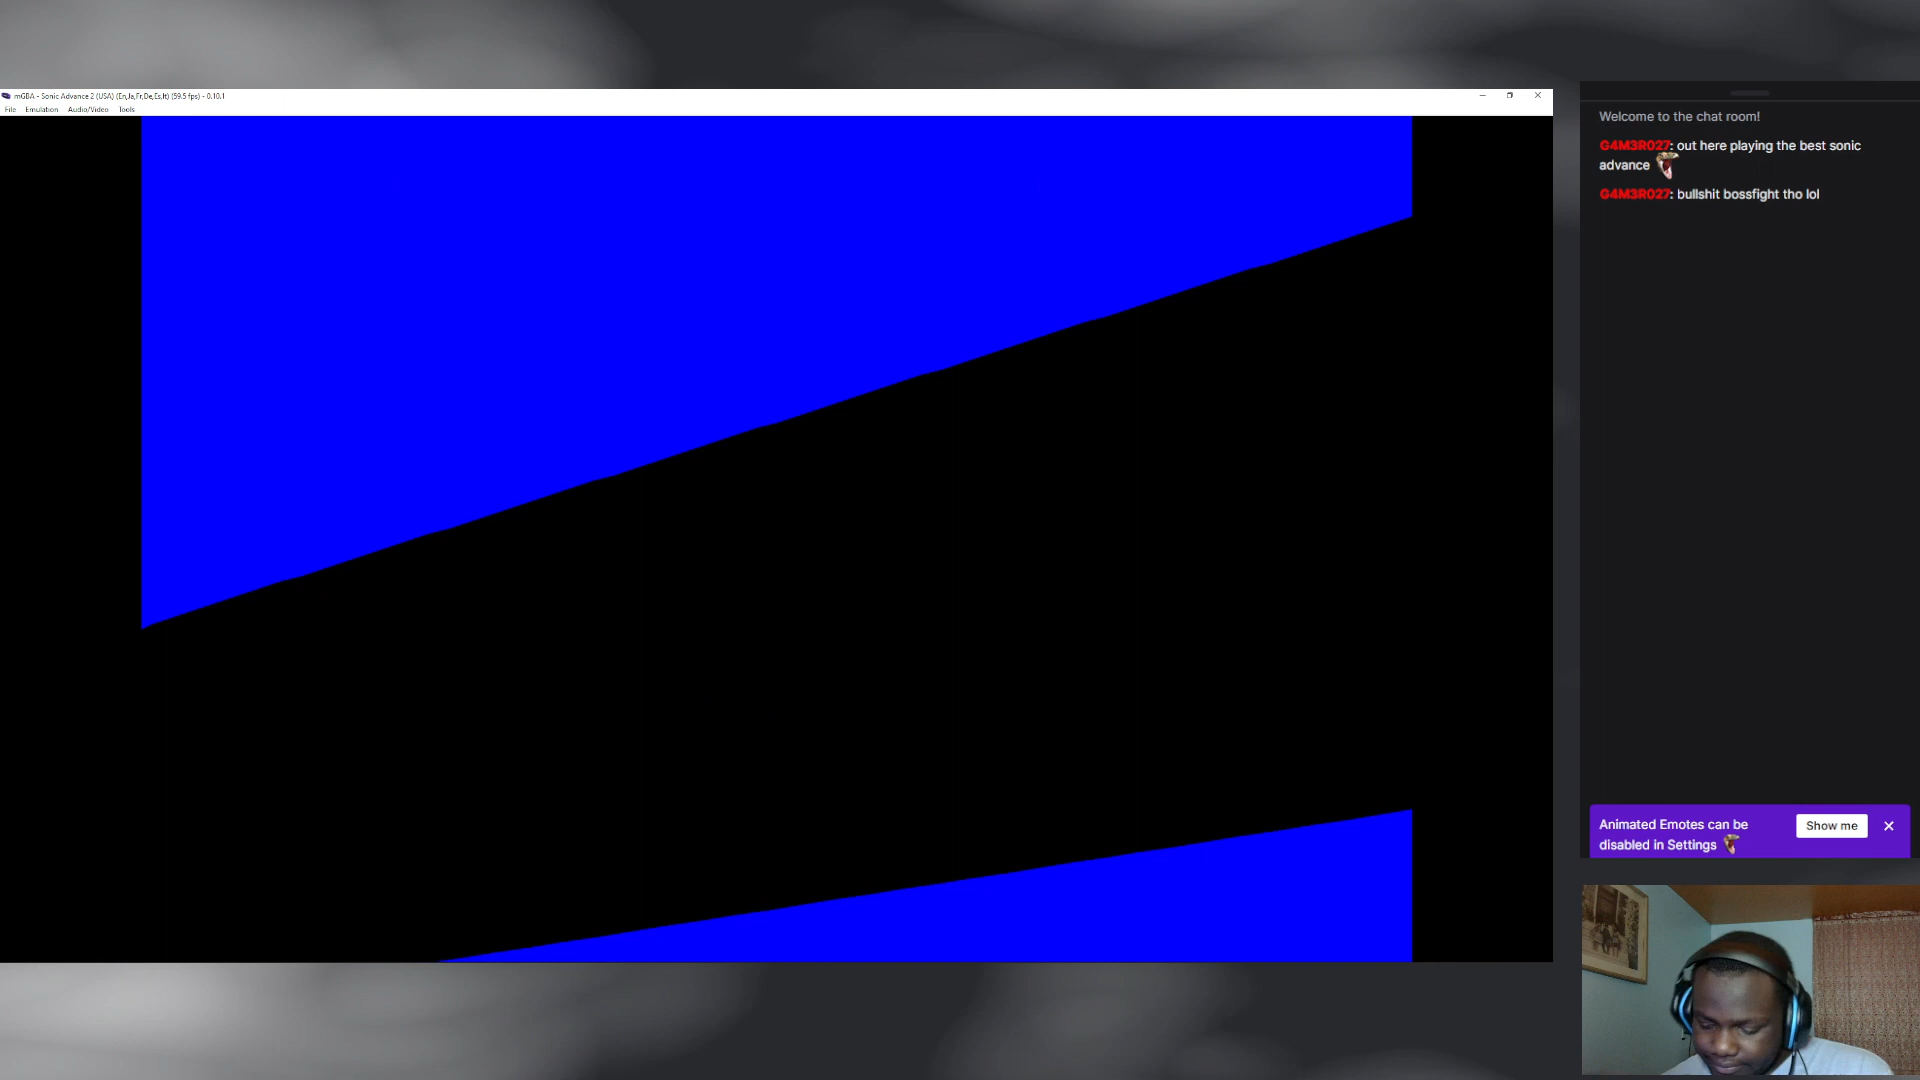 mGBA - Sonic Advance 2 (USA) (En,Ja,Fr,De,Es,It) (59.5 fps) - 0.10.1
File Emulation Audio/Video Tools
Welcome to the chat room!
G4M3R027: out here playing the best sonic
advance
G4M3R027: bullshit bossfight tho lol
Animated Emotes can be
disabled in Settings
Show me